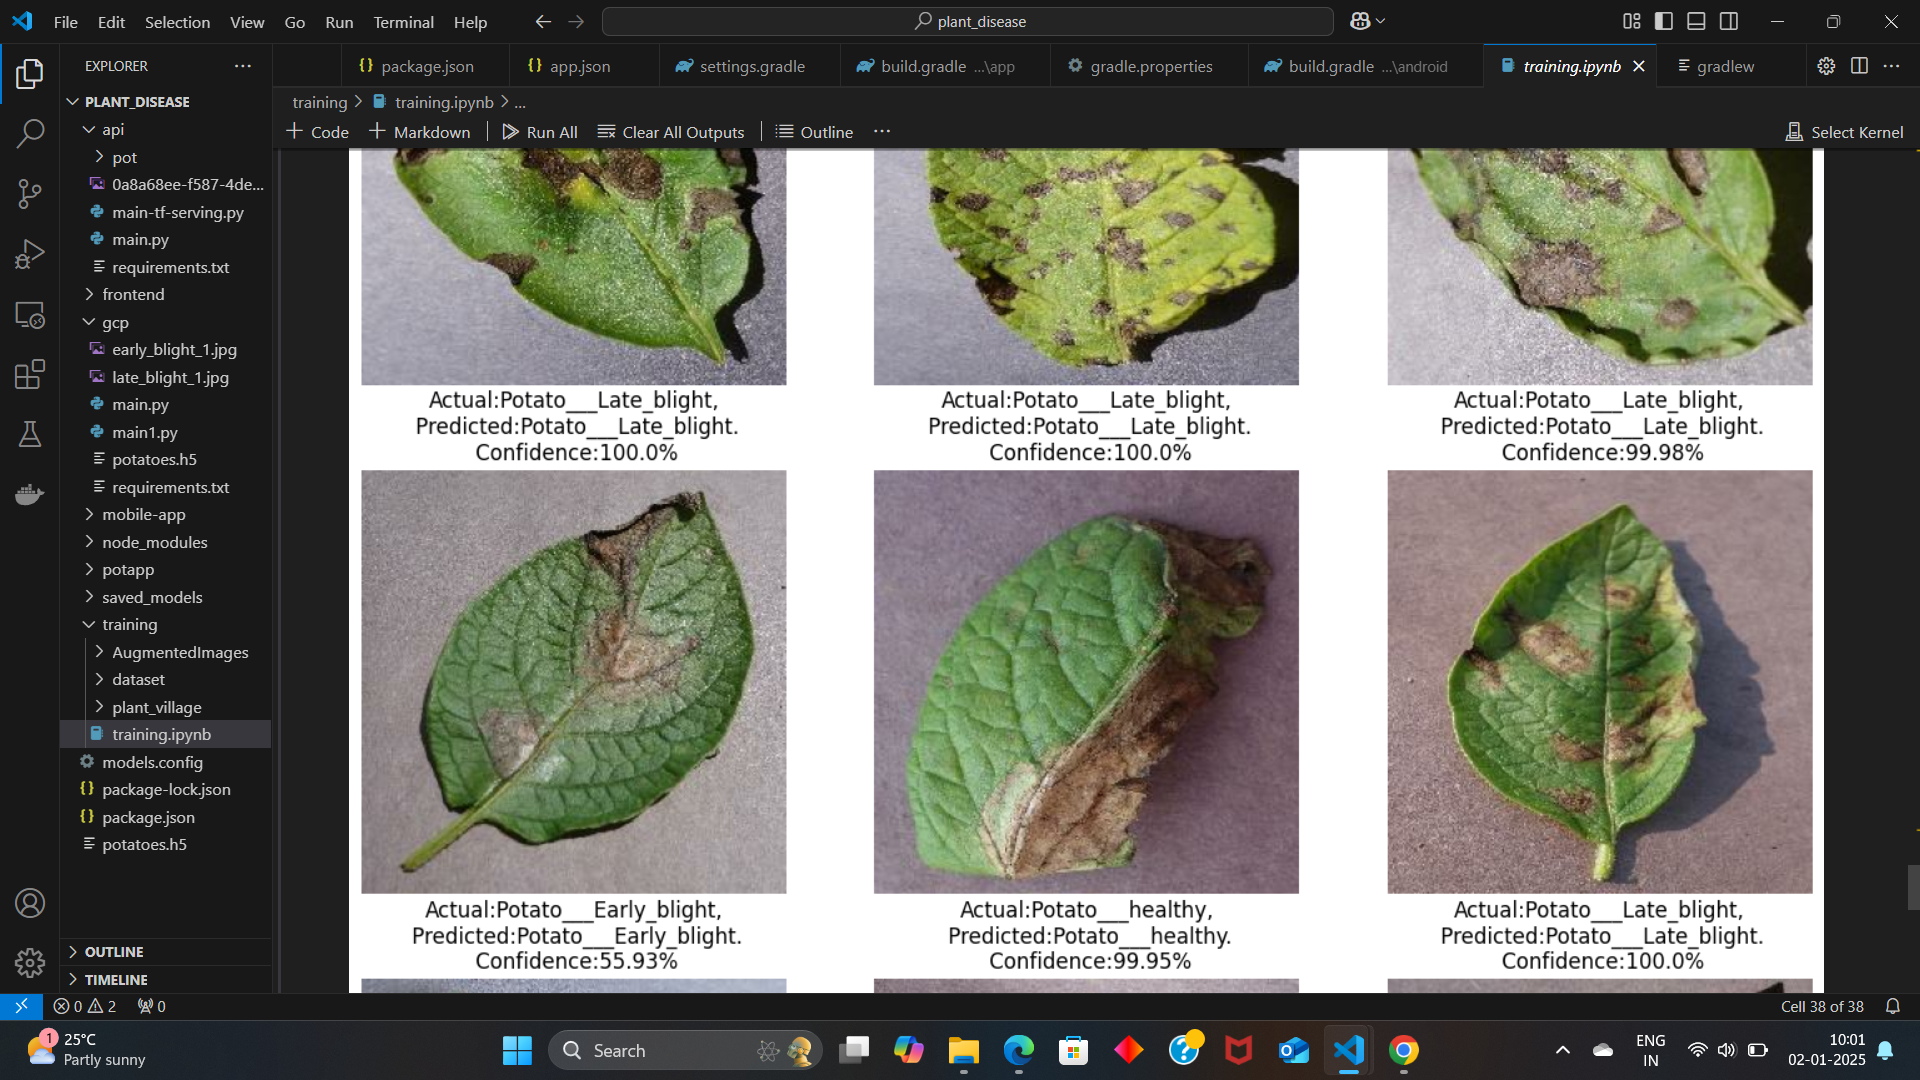 File Edit Selection View Go Run Terminal Help
plant_disease
EXPLORER
package.json
app.json
settings.gradle
build.gradle ...\app
gradle.properties
build.gradle ...\android
training.ipynb
gradlew
PLANT_DISEASE
training > training.ipynb > ...
api
Code
Markdown
Run All
Clear All Outputs
Outline
Select Kernel
pot
0a8a68ee-f587-4de...
main-tf-serving.py
main.py
requirements.txt
frontend
gcp
early_blight_1.jpg
late_blight_1.jpg
main.py
main1.py
potatoes.h5
requirements.txt
mobile-app
node_modules
potapp
saved_models
training
AugmentedImages
dataset
plant_village
training.ipynb
models.config
package-lock.json
package.json
potatoes.h5
OUTLINE
TIMELINE
Actual:Potato___Late_blight,
Predicted:Potato___Late_blight.
Confidence:100.0%
Actual:Potato___Late_blight,
Predicted:Potato___Late_blight.
Confidence:100.0%
Actual:Potato___Late_blight,
Predicted:Potato___Late_blight.
Confidence:99.98%
Actual:Potato___Early_blight,
Predicted:Potato___Early_blight.
Confidence:55.93%
Actual:Potato___healthy,
Predicted:Potato___healthy.
Confidence:99.95%
Actual:Potato___Late_blight,
Predicted:Potato___Late_blight.
Confidence:100.0%
0 2 0
Cell 38 of 38
1
25°C
Partly sunny
Search
ENG
IN
10:01
02-01-2025